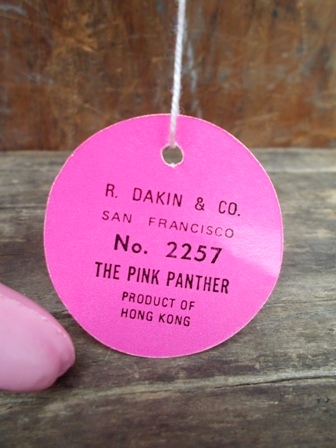 R. DAKIN & CO.
SAN FRANCISCO
No. 2257
THE PINK PANTHER
PRODUCT OF
HONG KONG